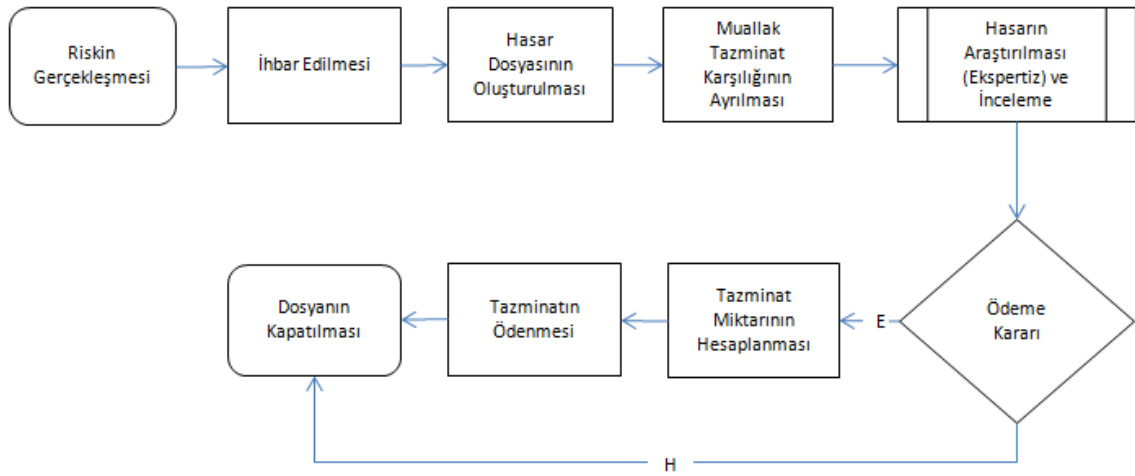 Riskin
Gerçekleşmesi
İhbar Edilmesi
Hasar
Dosyasının
Oluşturulması
Muallak
Tazminat
Karşılığının
Ayrılması
Hasarın
Araştırılması
(Ekspertiz) ve
İnceleme
Ödeme
Kararı
E
Tazminat
Miktarının
Hesaplanması
Tazminatın
Ödenmesi
Dosyanın
Kapatılması
H